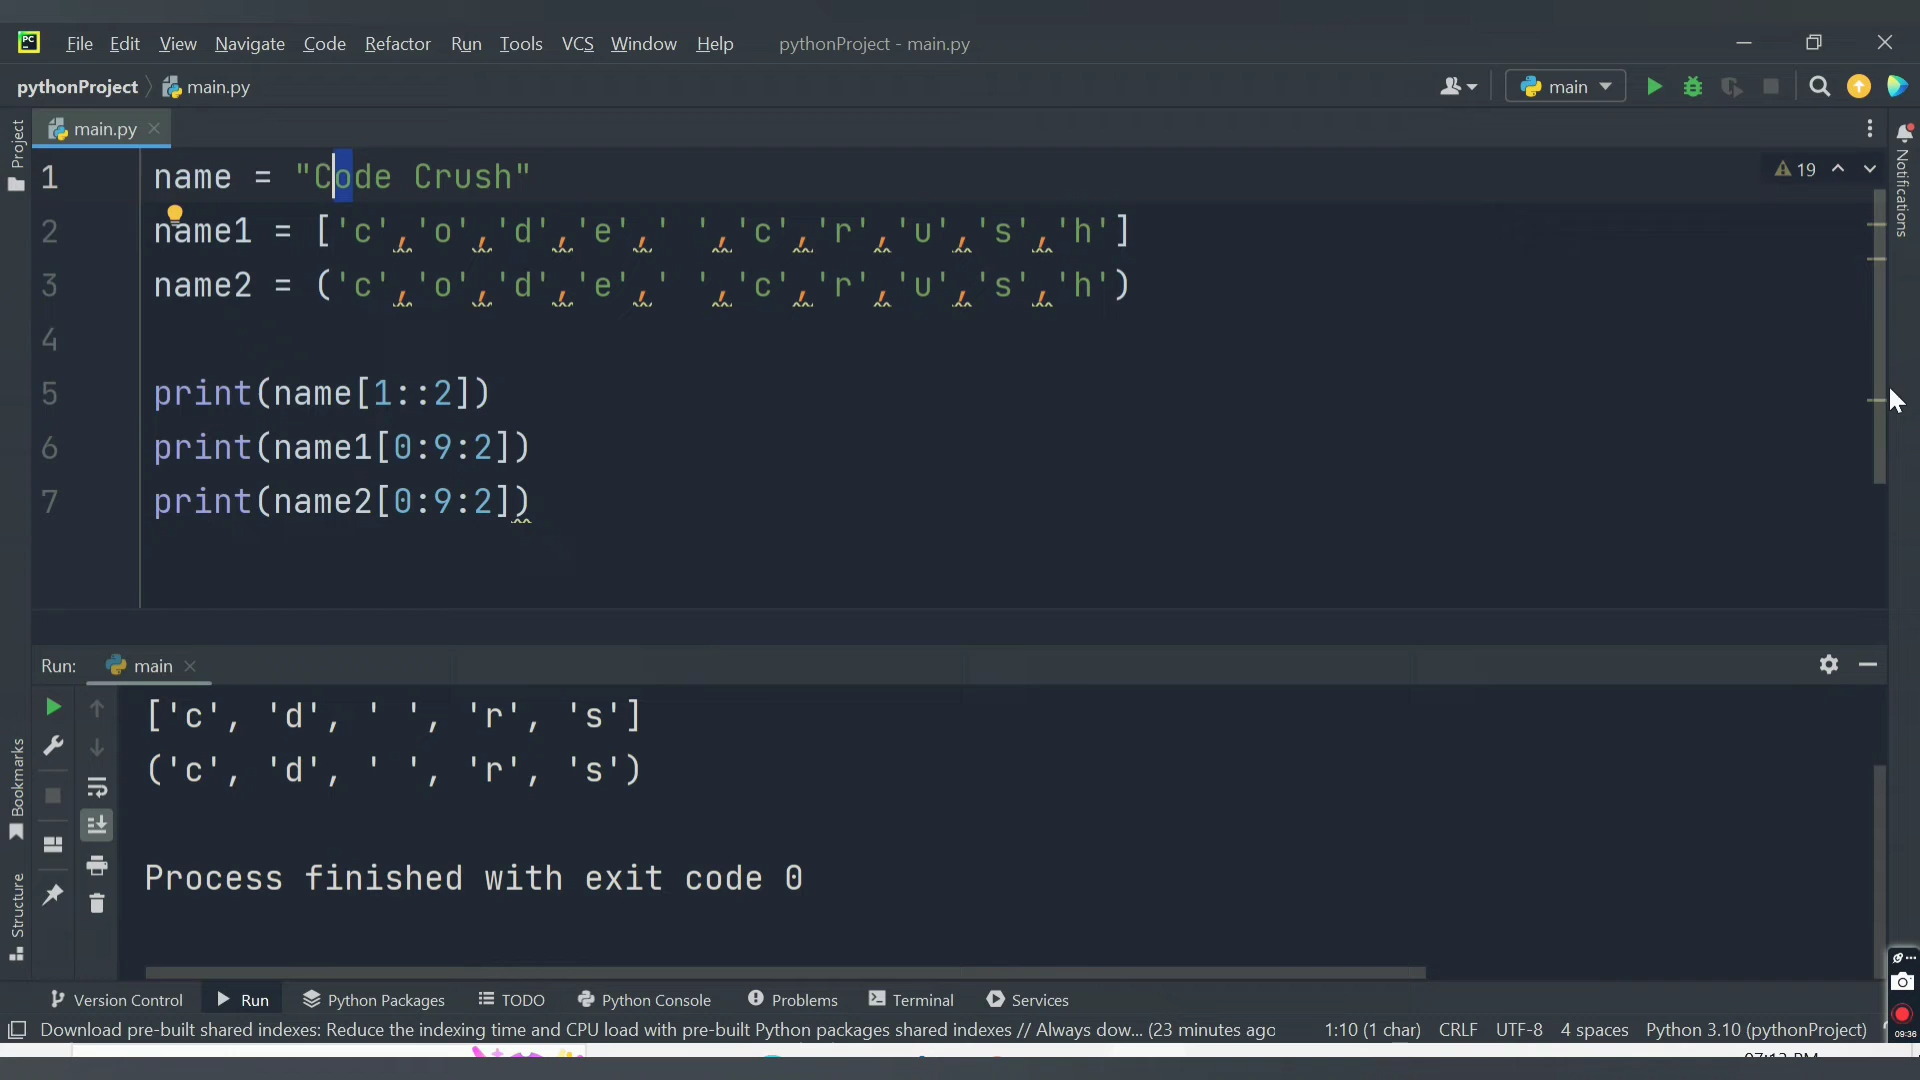 PC
File Edit View Navigate Code Refactor Run Tools VCS Window Help pythonProject - main.py
pythonProject main.py main
Project main.py
1 name = "Code Crush" 19
2 name1 = ['c','o','d','e',' ','c','r','u','s','h']
3 name2 = ('c','o','d','e',' ','c','r','u','s','h')
4
5 print(name[1::2])
6 print(name1[0:9:2])
7 print(name2[0:9:2])
Notifications
Run: main
['c', 'd', ' ', 'r', 's']
('c', 'd', ' ', 'r', 's')
Process finished with exit code 0
Bookmarks
Structure
Version Control Run Python Packages TODO Python Console Problems Terminal Services
Download pre-built shared indexes: Reduce the indexing time and CPU load with pre-built Python packages shared indexes // Always dow... (23 minutes ago 1:10 (1 char) CRLF UTF-8 4 spaces Python 3.10 (pythonProject)
09:36